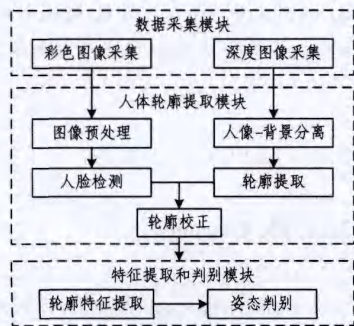 数据采集模块
彩色图像采集
深度图像采集
人体轮廓提取模块
图像预处理
人像-背景分离
人脸检测
轮廓提取
轮廓校正
特征提取和判别模块
轮廓特征提取
姿态判别